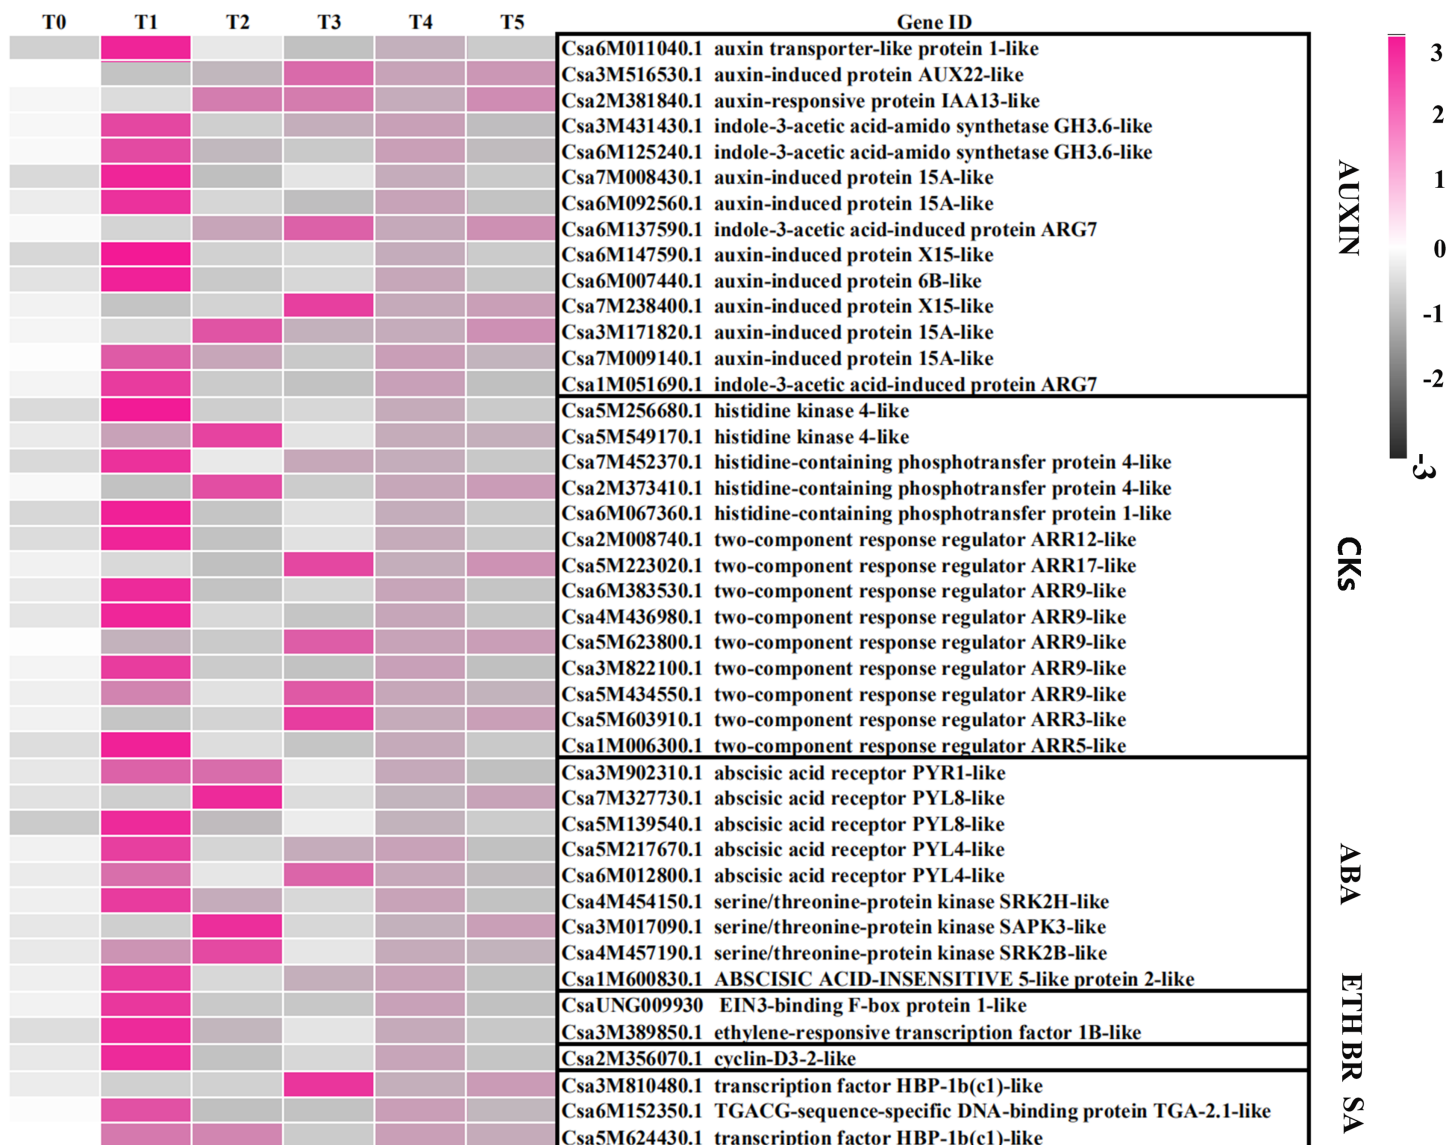 T0 T1 T2 T3 T4 T5 Gene ID
Csa6M011040.1 auxin transporter-like protein 1-like
Csa3M516530.1 auxin-induced protein AUX22-like
Csa2M381840.1 auxin-responsive protein IAA13-like
Csa3M431430.1 indole-3-acetic acid-amido synthetase GH3.6-like
Csa6M125240.1 indole-3-acetic acid-amido synthetase GH3.6-like
Csa7M008430.1 auxin-induced protein 15A-like
Csa6M092560.1 auxin-induced protein 15A-like
Csa6M137590.1 indole-3-acetic acid-induced protein ARG7
Csa6M147590.1 auxin-induced protein X15-like
Csa6M007440.1 auxin-induced protein 6B-like
Csa7M238400.1 auxin-induced protein X15-like
Csa3M171820.1 auxin-induced protein 15A-like
Csa7M009140.1 auxin-induced protein 15A-like
Csa1M051690.1 indole-3-acetic acid-induced protein ARG7
Csa5M256680.1 histidine kinase 4-like
Csa5M549170.1 histidine kinase 4-like
Csa7M452370.1 histidine-containing phosphotransfer protein 4-like
Csa2M373410.1 histidine-containing phosphotransfer protein 4-like
Csa6M067360.1 histidine-containing phosphotransfer protein 1-like
Csa2M008740.1 two-component response regulator ARR12-like
Csa5M223020.1 two-component response regulator ARR17-like
Csa6M383530.1 two-component response regulator ARR9-like
Csa4M436980.1 two-component response regulator ARR9-like
Csa5M623800.1 two-component response regulator ARR9-like
Csa3M822100.1 two-component response regulator ARR9-like
Csa5M434550.1 two-component response regulator ARR9-like
Csa5M603910.1 two-component response regulator ARR3-like
Csa1M006300.1 two-component response regulator ARR5-like
Csa3M902310.1 abscisic acid receptor PYR1-like
Csa7M327730.1 abscisic acid receptor PYL8-like
Csa5M139540.1 abscisic acid receptor PYL8-like
Csa5M217670.1 abscisic acid receptor PYL4-like
Csa6M012800.1 abscisic acid receptor PYL4-like
Csa4M454150.1 serine/threonine-protein kinase SRK2H-like
Csa3M017090.1 serine/threonine-protein kinase SAPK3-like
Csa4M457190.1 serine/threonine-protein kinase SRK2B-like
Csa1M600830.1 ABSCISIC ACID-INSENSITIVE 5-like protein 2-like
CsaUNG009930 EIN3-binding F-box protein 1-like
Csa3M389850.1 ethylene-responsive transcription factor 1B-like
Csa2M356070.1 cyclin-D3-2-like
Csa3M810480.1 transcription factor HBP-1b(c1)-like
Csa6M152350.1 TGACG-sequence-specific DNA-binding protein TGA-2.1-like
Csa5M624430.1 transcription factor HBP-1b(c1)-like
AUXIN
CKs
ABA
ETH
BR
SA
3
2
1
0
-1
-2
-3